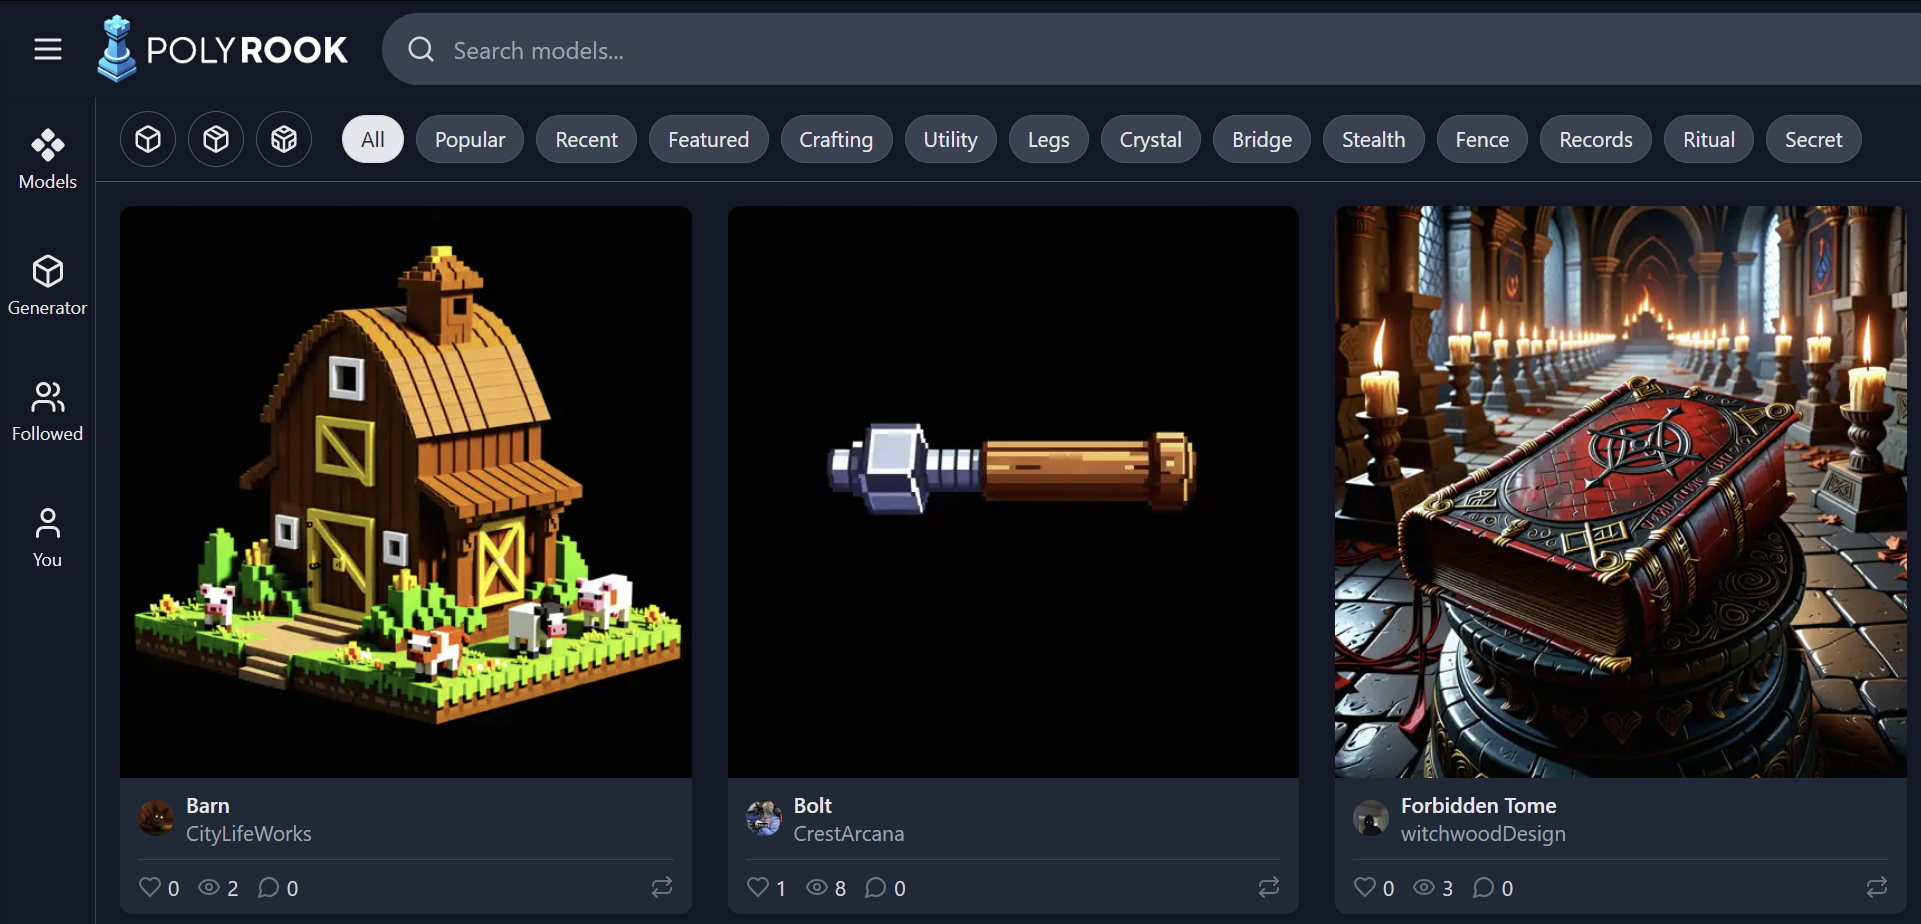 POLYROOK
Search models...
Models
Generator
Followed
You
All
Popular
Recent
Featured
Crafting
Utility
Legs
Crystal
Bridge
Stealth
Fence
Records
Ritual
Secret
Barn
CityLifeWorks
0 2 0
Bolt
CrestArcana
1 8 0
Forbidden Tome
witchwoodDesign
0 3 0